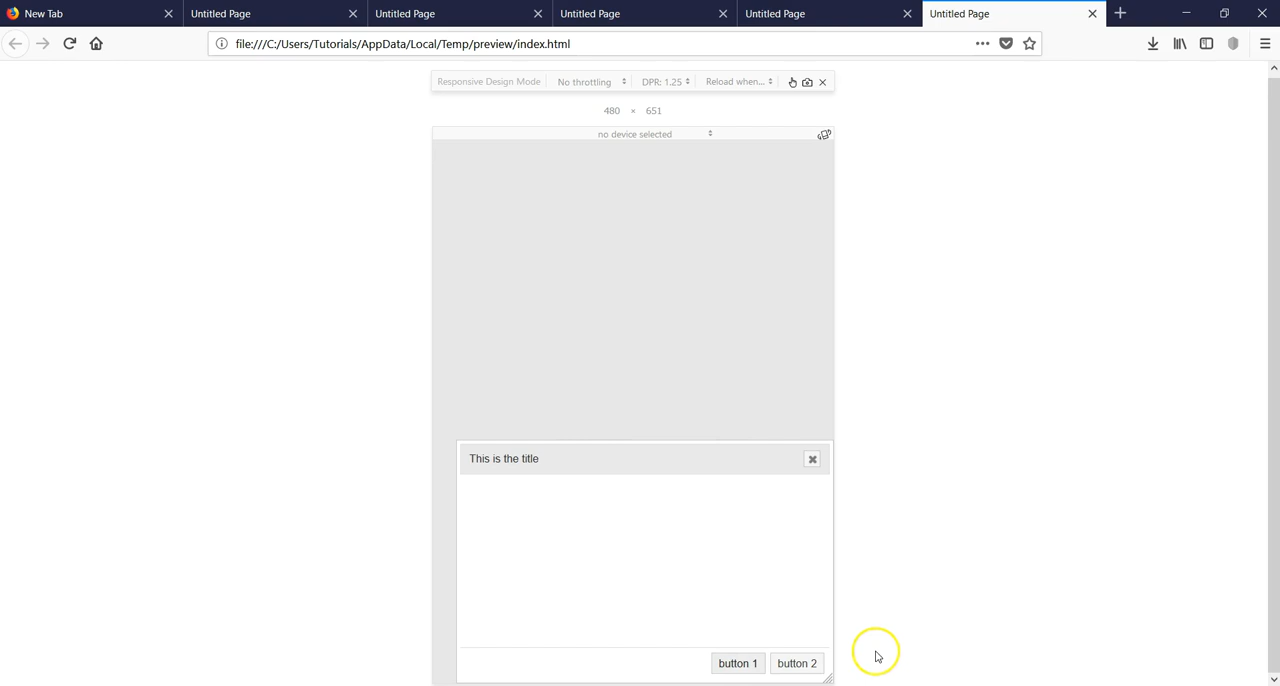 New Tab
Untitled Page
Untitled Page
Untitled Page
Untitled Page
Untitled Page
file:///C:/Users/Tutorials/AppData/Local/Temp/preview/index.html
Responsive Design Mode No throttling DPR: 1.25 Reload when...
480 × 651
no device selected
This is the title
button 1 button 2